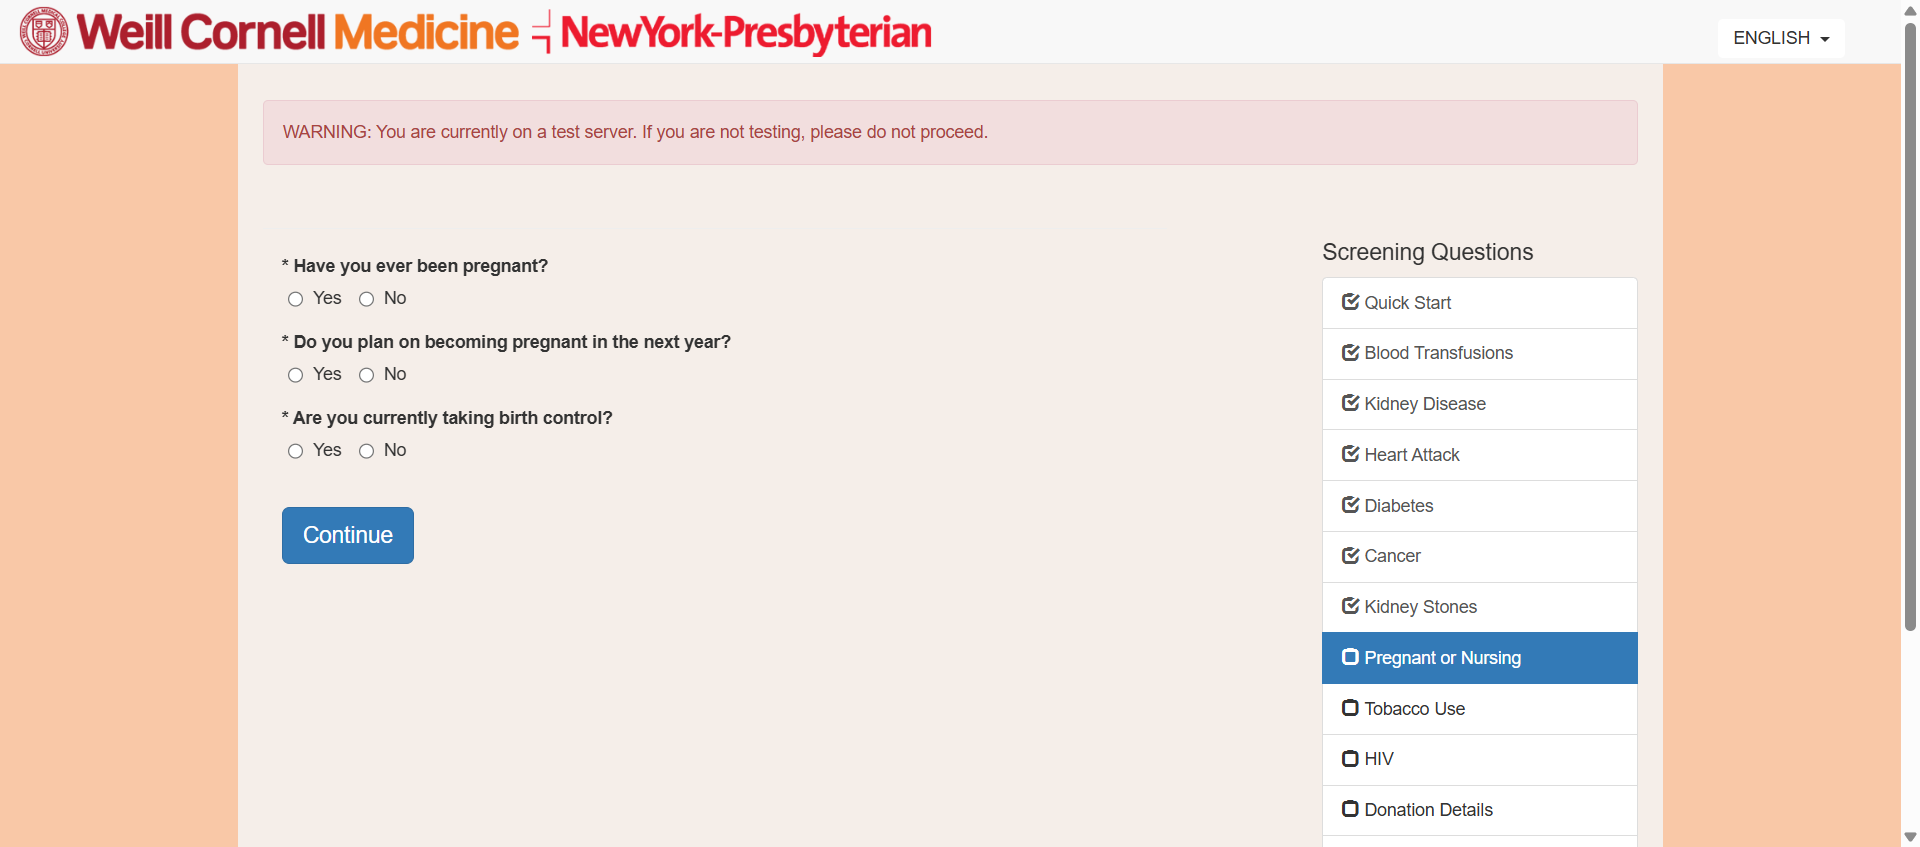 Weill Cornell Medicine NewYork-Presbyterian
ENGLISH
WARNING: You are currently on a test server. If you are not testing, please do not proceed.
* Have you ever been pregnant?
Yes No
* Do you plan on becoming pregnant in the next year?
Yes No
* Are you currently taking birth control?
Yes No
Continue
Screening Questions
Quick Start
Blood Transfusions
Kidney Disease
Heart Attack
Diabetes
Cancer
Kidney Stones
Pregnant or Nursing
Tobacco Use
HIV
Donation Details